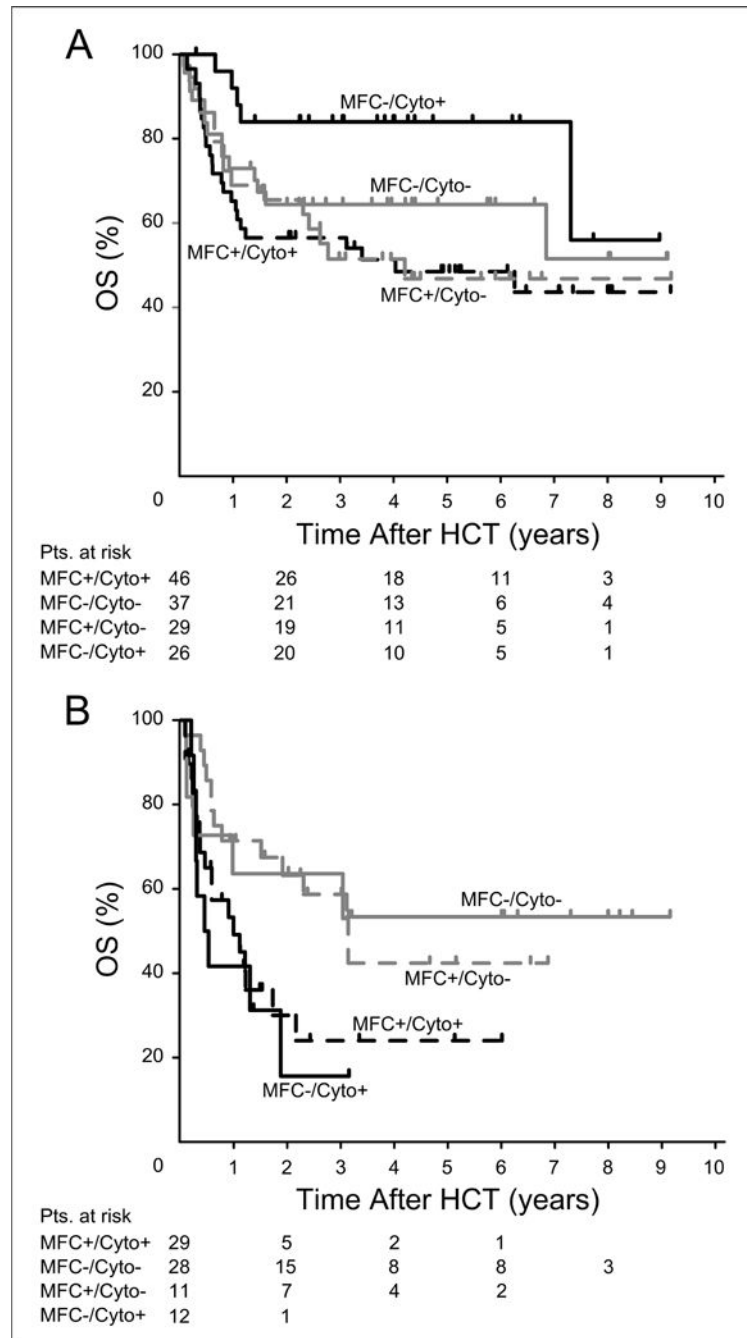 A
100
80
60
40
20
0
OS (%)
MFC-/Cyto+
MFC-/Cyto-
MFC+/Cyto+
MFC+/Cyto-
1 2 3 4 5 6 7 8 9 10
Time After HCT (years)
Pts. at risk
MFC+/Cyto+ 46 26 18 11 3
MFC-/Cyto- 37 21 13 6 4
MFC+/Cyto- 29 19 11 5 1
MFC-/Cyto+ 26 20 10 5 1
B
100
80
60
40
20
0
OS (%)
MFC-/Cyto-
MFC+/Cyto-
MFC+/Cyto+
MFC-/Cyto+
1 2 3 4 5 6 7 8 9 10
Time After HCT (years)
Pts. at risk
MFC+/Cyto+ 29 5 2 1
MFC-/Cyto- 28 15 8 8 3
MFC+/Cyto- 11 7 4 2
MFC-/Cyto+ 12 1